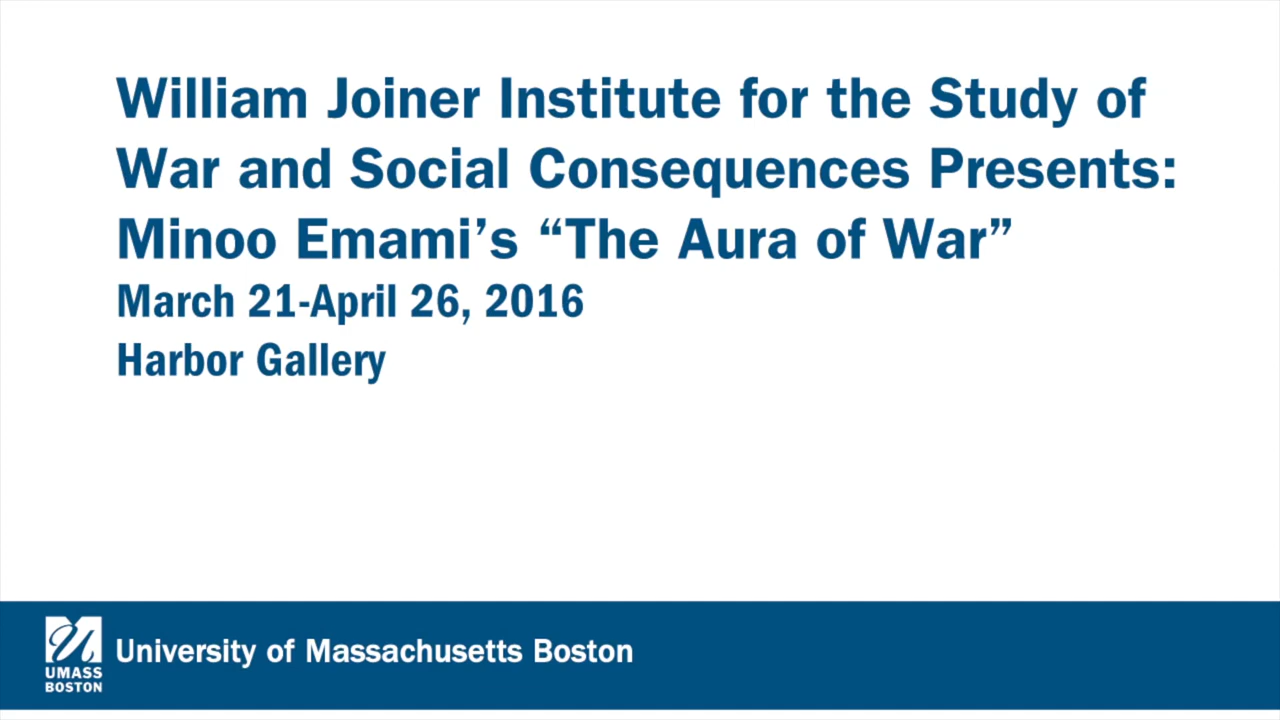 William Joiner Institute for the Study of
War and Social Consequences Presents:
Minoo Emami’s “The Aura of War”
March 21-April 26, 2016
Harbor Gallery
University of Massachusetts Boston
UMASS
BOSTON